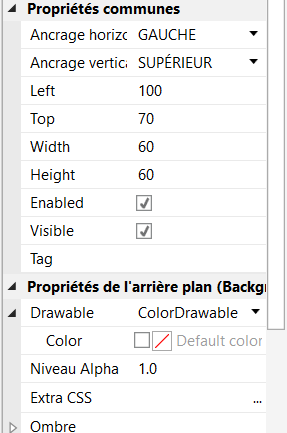 Propriétés communes
Ancrage horizo GAUCHE
Ancrage vertica SUPÉRIEUR
Left 100
Top 70
Width 60
Height 60
Enabled
Visible
Tag
Propriétés de l'arrière plan (Backgr
Drawable ColorDrawable
Color Default color
Niveau Alpha 1.0
Extra CSS ...
Ombre